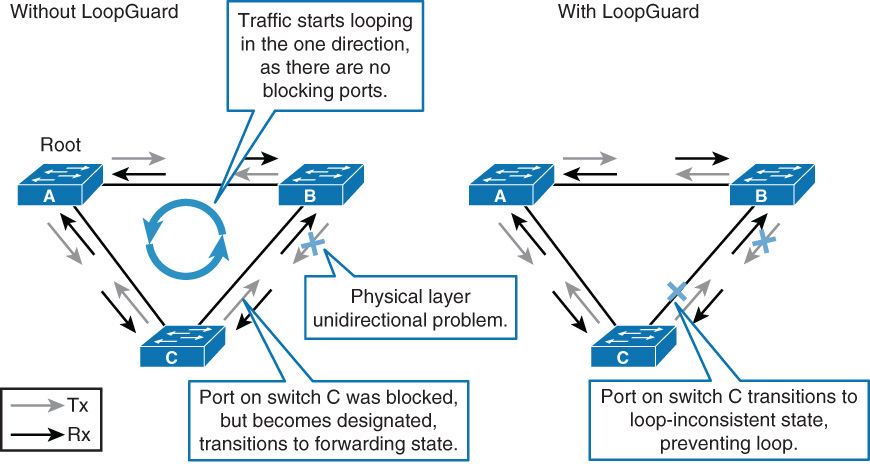 Without LoopGuard
Traffic starts looping
in the one direction,
as there are no
blocking ports.
With LoopGuard
Root
A
B
A
B
Physical layer
unidirectional problem.
C
C
Port on switch C was blocked,
but becomes designated,
transitions to forwarding state.
Port on switch C transitions to
loop-inconsistent state,
preventing loop.
Tx
Rx